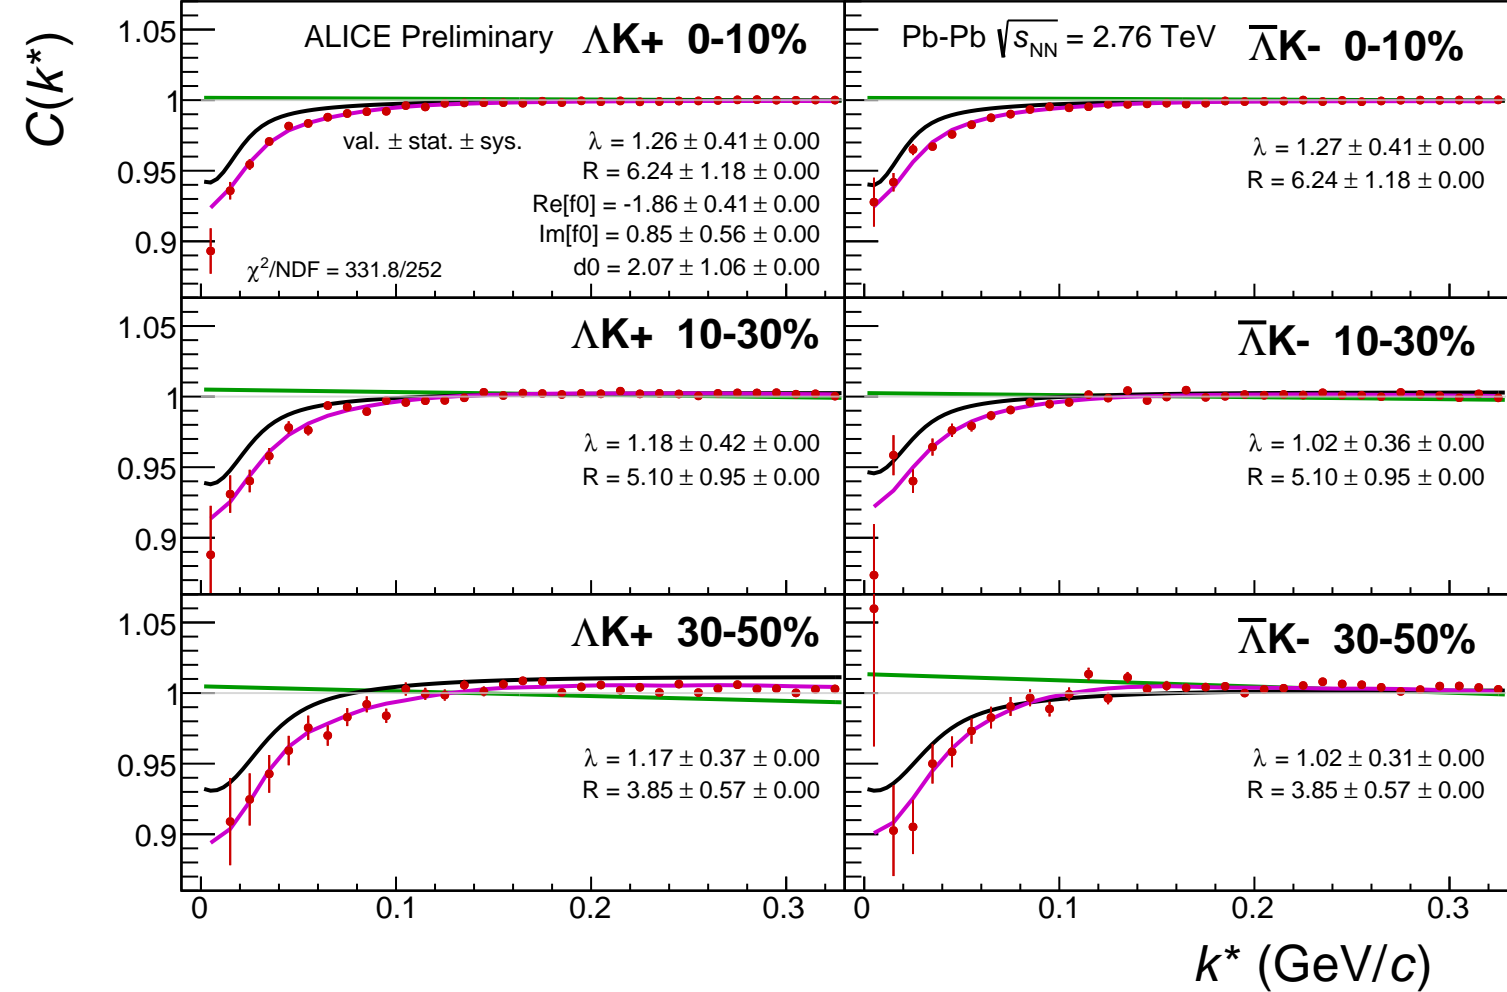 C(k*)
ALICE Preliminary ΛK+ 0-10%
val. ± stat. ± sys.
λ = 1.26 ± 0.41 ± 0.00
R = 6.24 ± 1.18 ± 0.00
Re[f0] = -1.86 ± 0.41 ± 0.00
Im[f0] = 0.85 ± 0.56 ± 0.00
d0 = 2.07 ± 1.06 ± 0.00
χ²/NDF = 331.8/252
1.05
1
0.95
0.9
Pb-Pb √s_NN = 2.76 TeV Λ̅K- 0-10%
λ = 1.27 ± 0.41 ± 0.00
R = 6.24 ± 1.18 ± 0.00
ΛK+ 10-30%
λ = 1.18 ± 0.42 ± 0.00
R = 5.10 ± 0.95 ± 0.00
1.05
1
0.95
0.9
Λ̅K- 10-30%
λ = 1.02 ± 0.36 ± 0.00
R = 5.10 ± 0.95 ± 0.00
ΛK+ 30-50%
λ = 1.17 ± 0.37 ± 0.00
R = 3.85 ± 0.57 ± 0.00
1.05
1
0.95
0.9
Λ̅K- 30-50%
λ = 1.02 ± 0.31 ± 0.00
R = 3.85 ± 0.57 ± 0.00
0 0.1 0.2 0.3 0 0.1 0.2 0.3
k* (GeV/c)